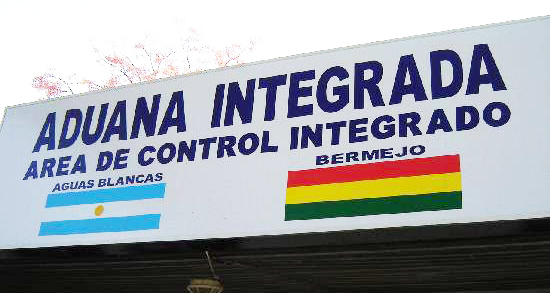 ADUANA INTEGRADA
AREA DE CONTROL INTEGRADO
AGUAS BLANCAS
BERMEJO